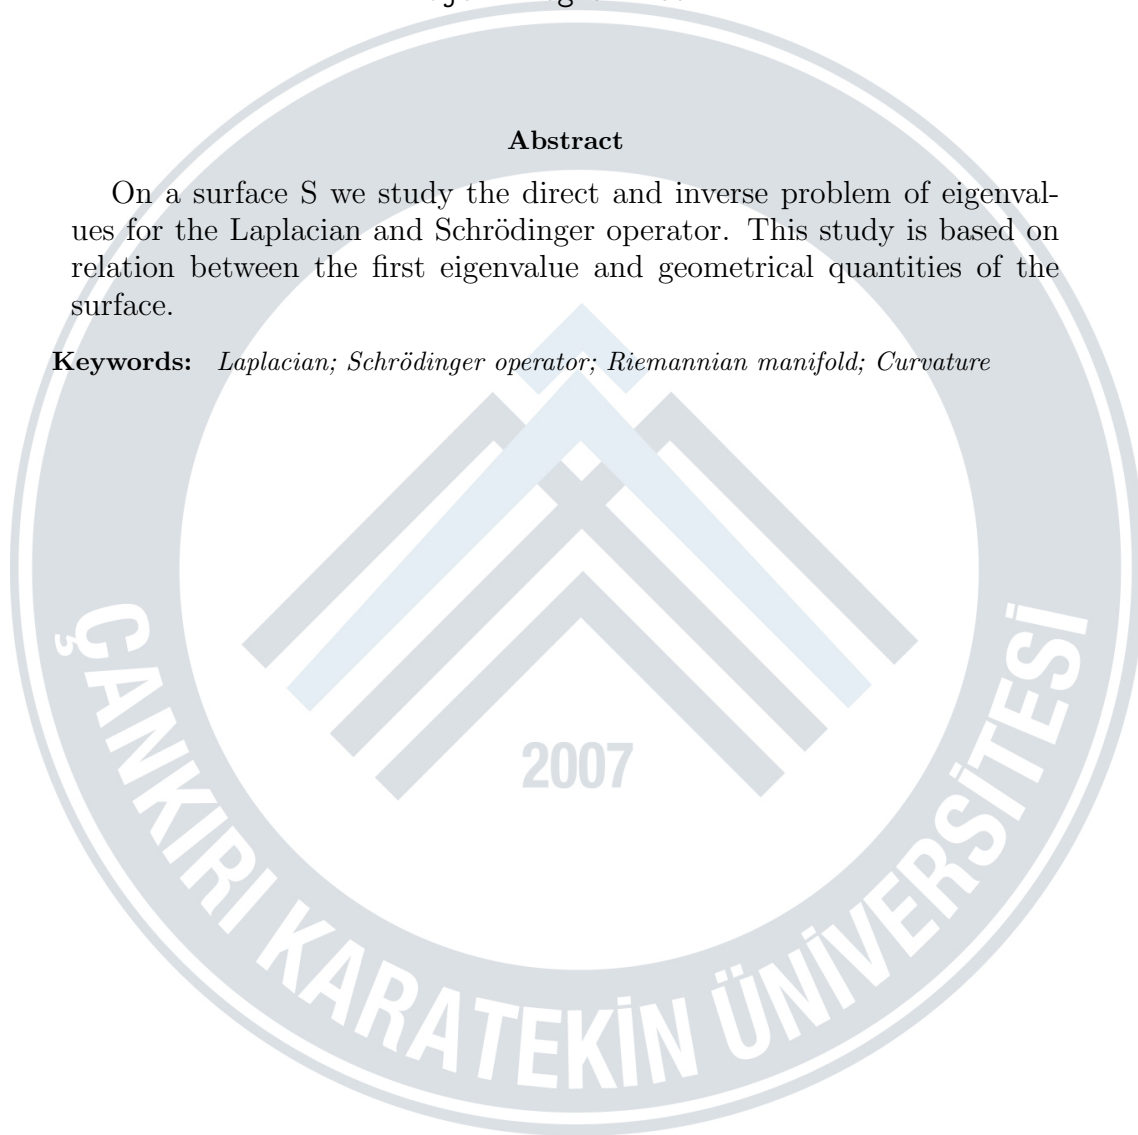 Abstract
On a surface S we study the direct and inverse problem of eigenval-
ues for the Laplacian and Schrödinger operator. This study is based on
relation between the first eigenvalue and geometrical quantities of the
surface.
Keywords: Laplacian; Schrödinger operator; Riemannian manifold; Curvature
2007
ÇANKIRI KARATEKİN ÜNİVERSİTESİ